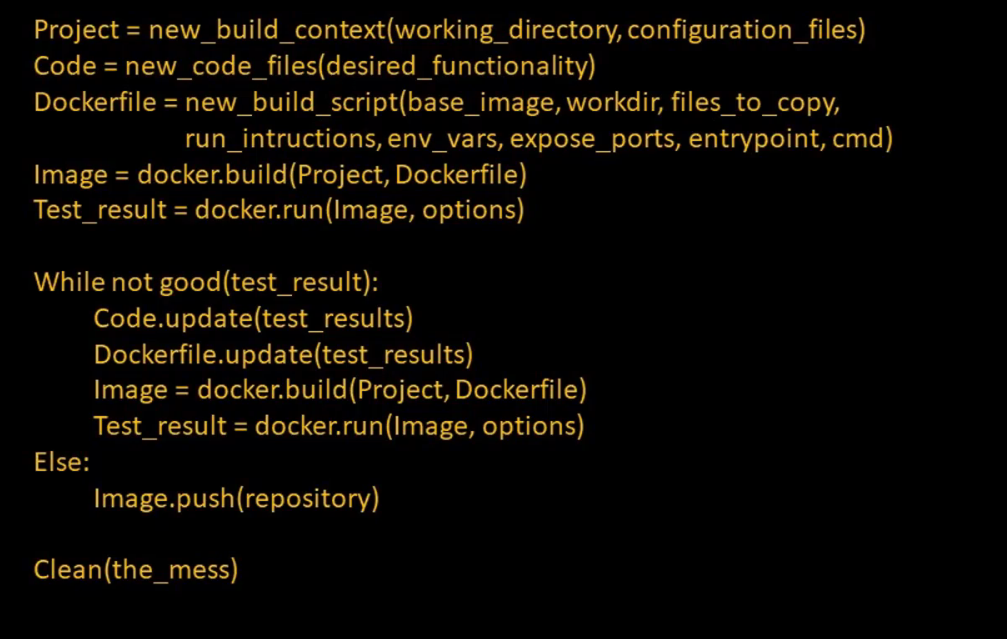 Project = new_build_context(working_directory, configuration_files)
Code = new_code_files(desired_functionality)
Dockerfile = new_build_script(base_image, workdir, files_to_copy,
run_intructions, env_vars, expose_ports, entrypoint, cmd)
Image = docker.build(Project, Dockerfile)
Test_result = docker.run(Image, options)
While not good(test_result):
Code.update(test_results)
Dockerfile.update(test_results)
Image = docker.build(Project, Dockerfile)
Test_result = docker.run(Image, options)
Else:
Image.push(repository)
Clean(the_mess)